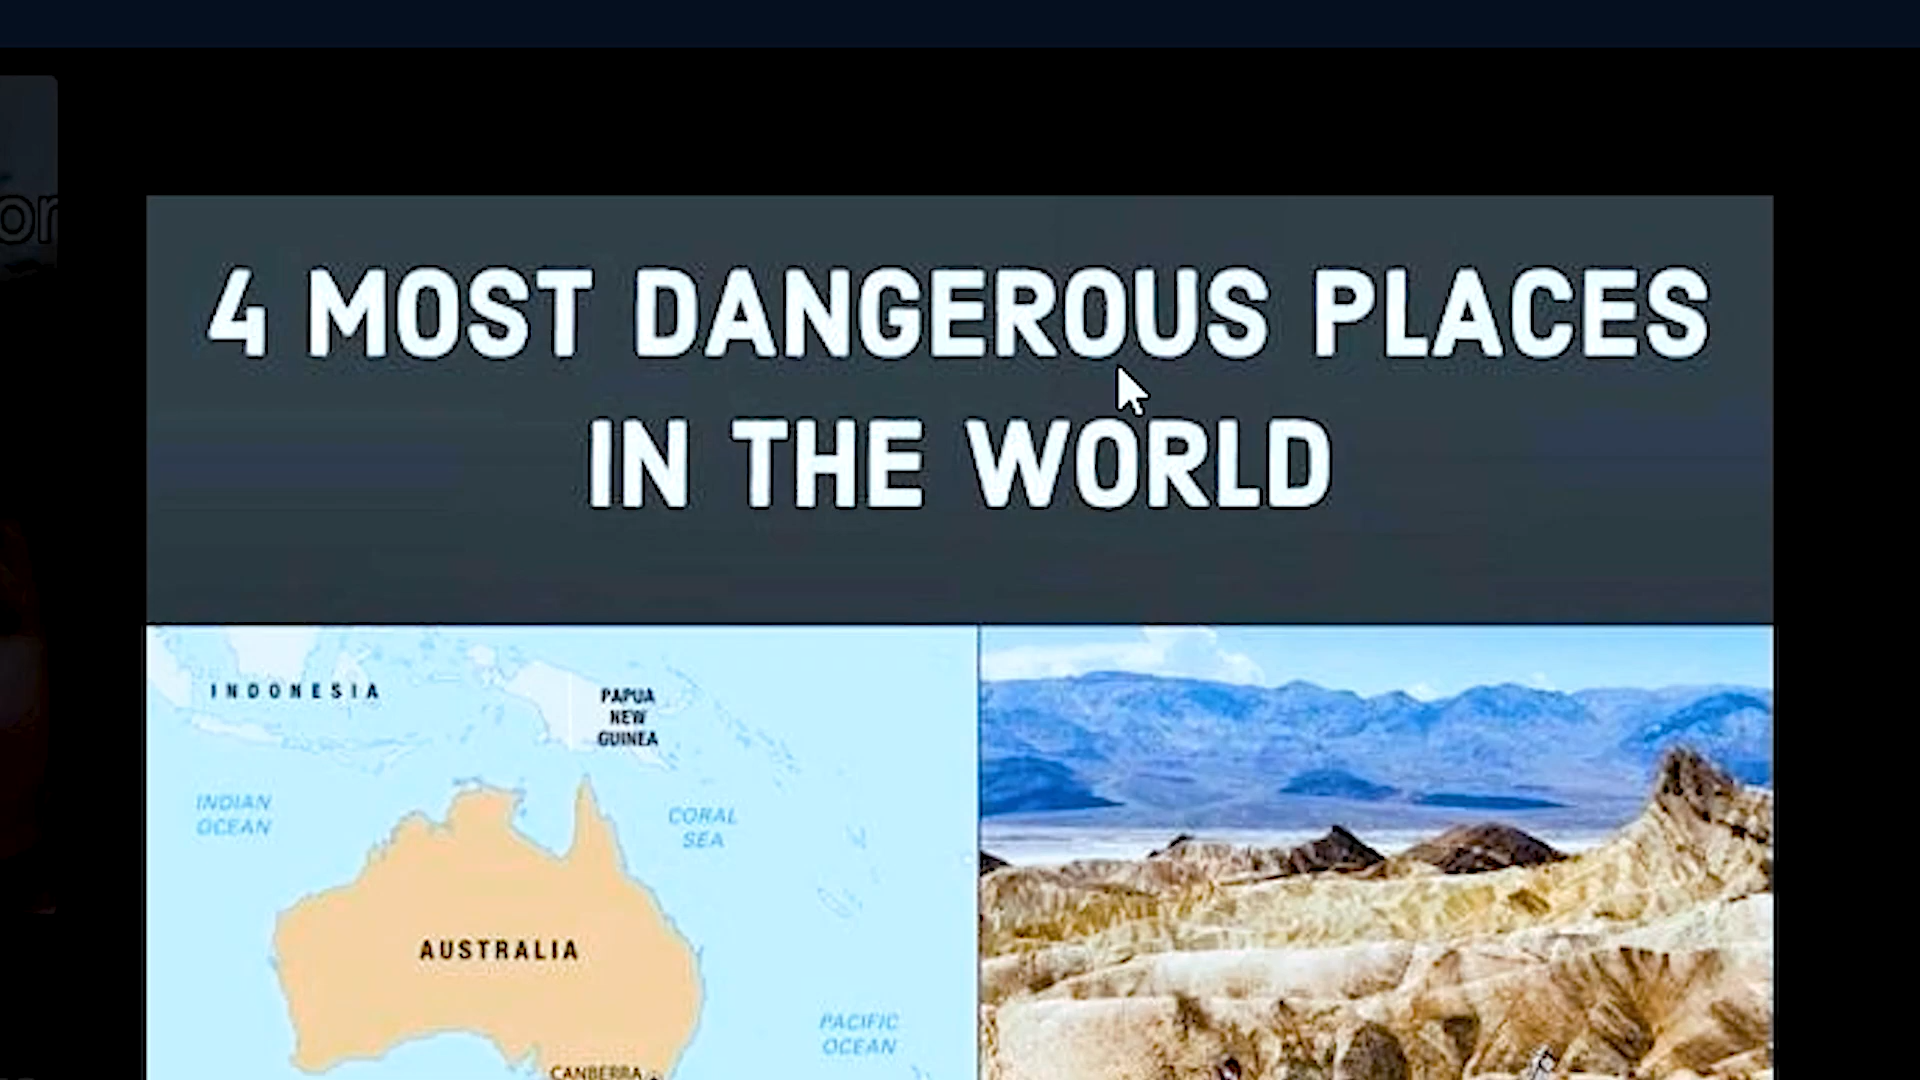 4 MOST DANGEROUS PLACES
IN THE WORLD
INDONESIA
PAPUA
NEW
GUINEA
INDIAN
OCEAN
CORAL
SEA
AUSTRALIA
PACIFIC
OCEAN
CANBERRA
or